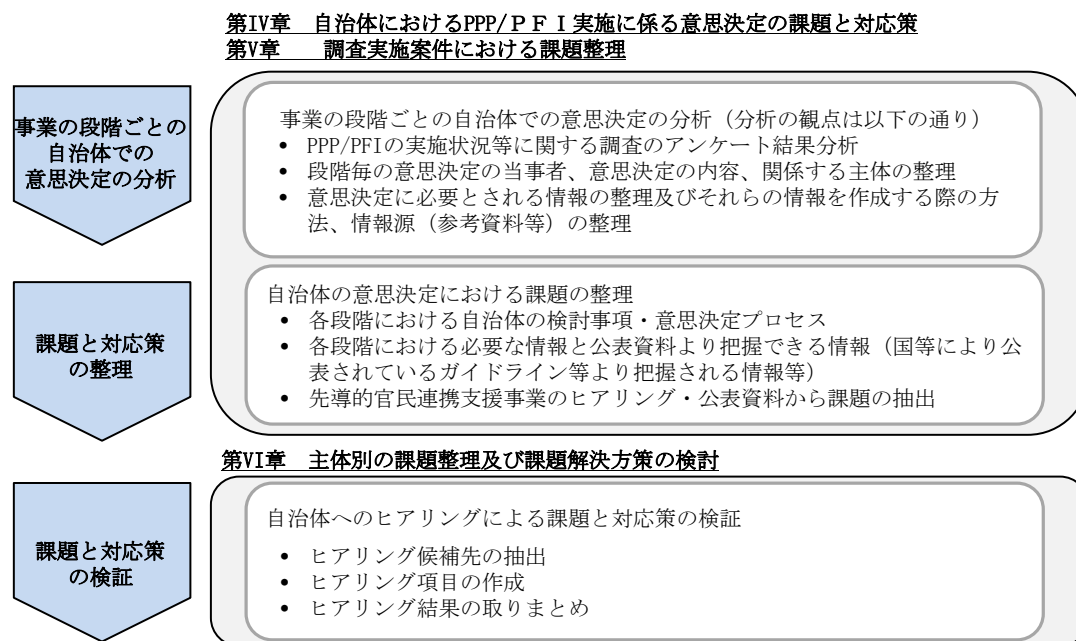 第IV章　自治体におけるPPP/ＰＦＩ実施に係る意思決定の課題と対応策
第V章　　調査実施案件における課題整理
事業の段階ごとの
自治体での
意思決定の分析
事業の段階ごとの自治体での意思決定の分析（分析の観点は以下の通り）
• PPP/PFIの実施状況等に関する調査のアンケート結果分析
• 段階毎の意思決定の当事者、意思決定の内容、関係する主体の整理
• 意思決定に必要とされる情報の整理及びそれらの情報を作成する際の方
法、情報源（参考資料等）の整理
課題と対応策
の整理
自治体の意思決定における課題の整理
• 各段階における自治体の検討事項・意思決定プロセス
• 各段階における必要な情報と公表資料より把握できる情報（国等により公
表されているガイドライン等より把握される情報等）
• 先導的官民連携支援事業のヒアリング・公表資料から課題の抽出
第VI章　主体別の課題整理及び課題解決方策の検討
課題と対応策
の検証
自治体へのヒアリングによる課題と対応策の検証
• ヒアリング候補先の抽出
• ヒアリング項目の作成
• ヒアリング結果の取りまとめ